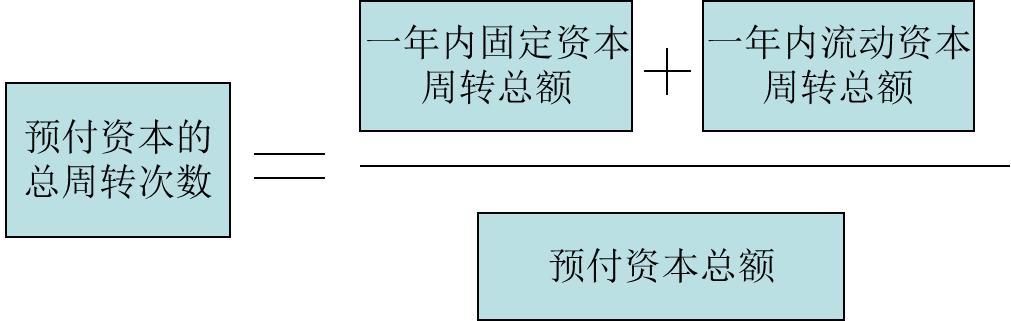 预付资本的
总周转次数
一年内固定资本
周转总额
一年内流动资本
周转总额
预付资本总额